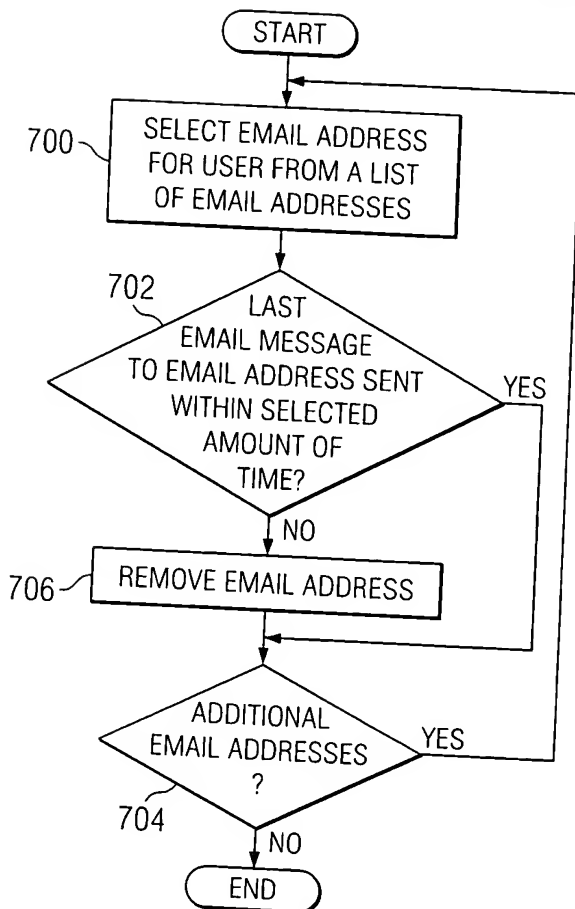 START
700
SELECT EMAIL ADDRESS
FOR USER FROM A LIST
OF EMAIL ADDRESSES
702
LAST
EMAIL MESSAGE
TO EMAIL ADDRESS SENT
WITHIN SELECTED
AMOUNT OF
TIME?
YES
NO
706
REMOVE EMAIL ADDRESS
ADDITIONAL
EMAIL ADDRESSES
?
YES
704
NO
END